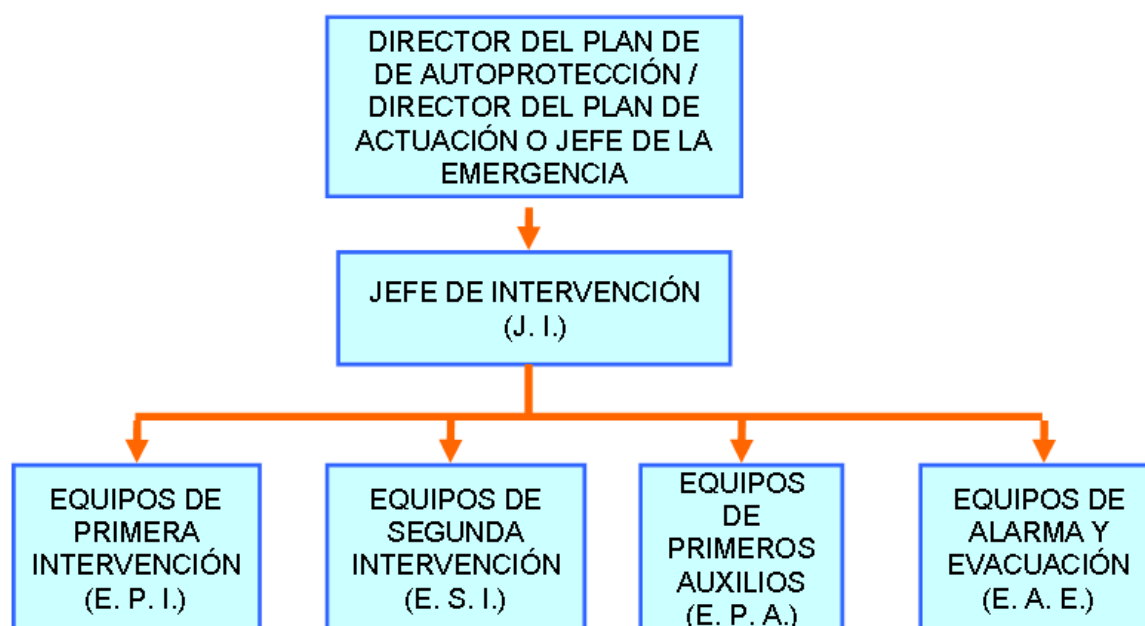 DIRECTOR DEL PLAN DE
DE AUTOPROTECCIÓN /
DIRECTOR DEL PLAN DE
ACTUACIÓN O JEFE DE LA
EMERGENCIA
JEFE DE INTERVENCIÓN
(J. I.)
EQUIPOS DE
PRIMERA
INTERVENCIÓN
(E. P. I.)
EQUIPOS DE
SEGUNDA
INTERVENCIÓN
(E. S. I.)
EQUIPOS
DE
PRIMEROS
AUXILIOS
(E. P. A.)
EQUIPOS DE
ALARMA Y
EVACUACIÓN
(E. A. E.)